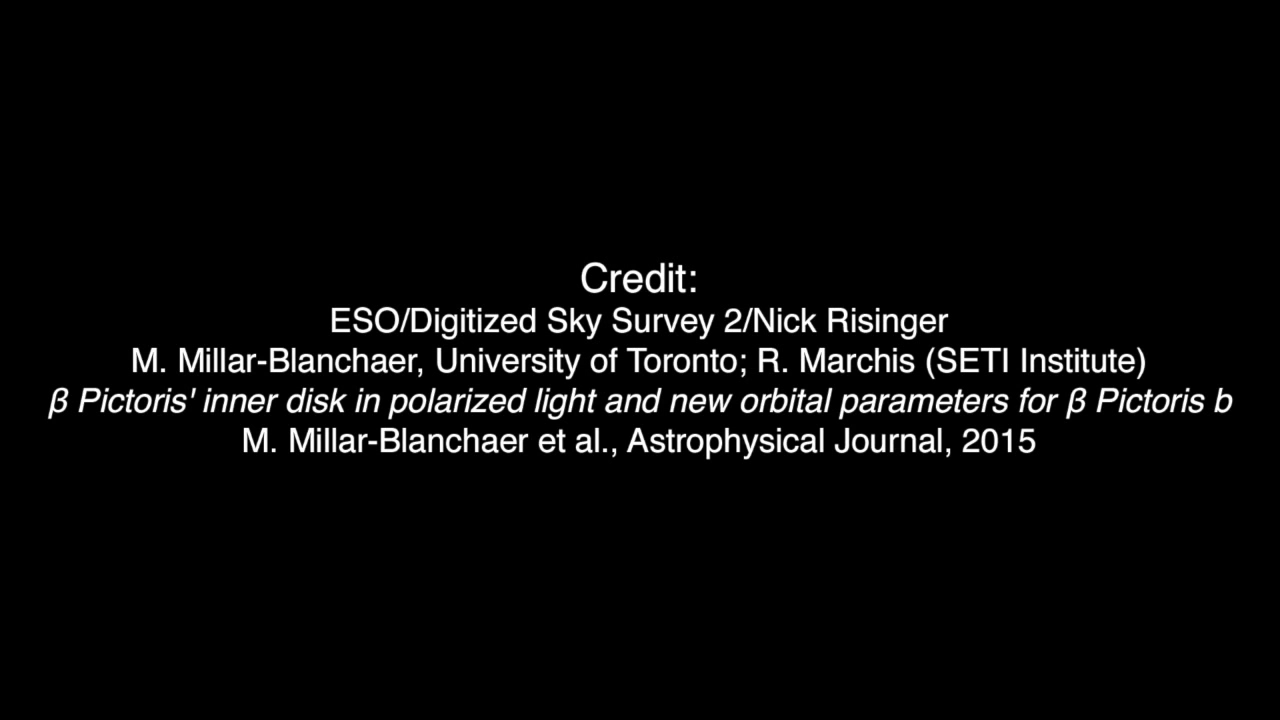 Credit:
ESO/Digitized Sky Survey 2/Nick Risinger
M. Millar-Blanchaer, University of Toronto; R. Marchis (SETI Institute)
β Pictoris' inner disk in polarized light and new orbital parameters for β Pictoris b
M. Millar-Blanchaer et al., Astrophysical Journal, 2015